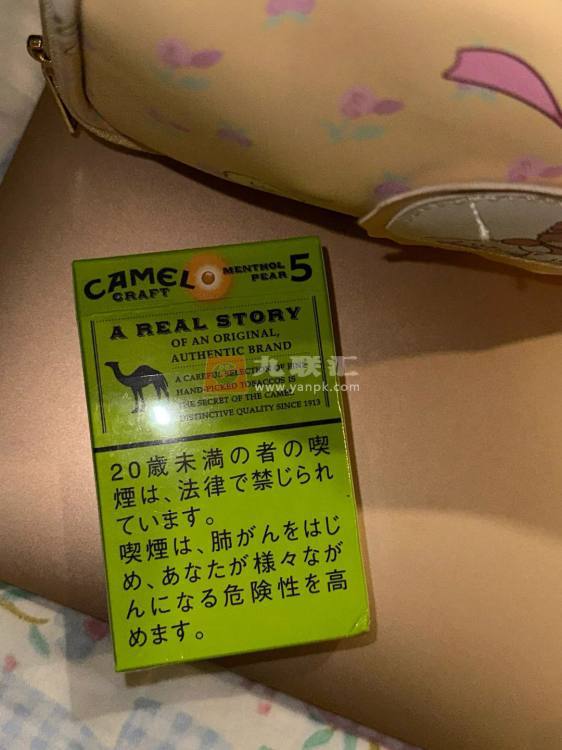 CAMEL
CRAFT
MENTHOL
PEAR
5
A REAL STORY
OF AN ORIGINAL,
AUTHENTIC BRAND
A CAREFUL SELECTION OF FINE
HAND-PICKED TOBACCOS IS
THE SECRET OF THE CAMEL
DISTINCTIVE QUALITY SINCE 1913
九联汇
www.yanpk.com
20歳未満の者の喫
煙は、法律で禁じられ
ています。
喫煙は、肺がんをはじ
め、あなたが様々なが
んになる危険性を高
めます。